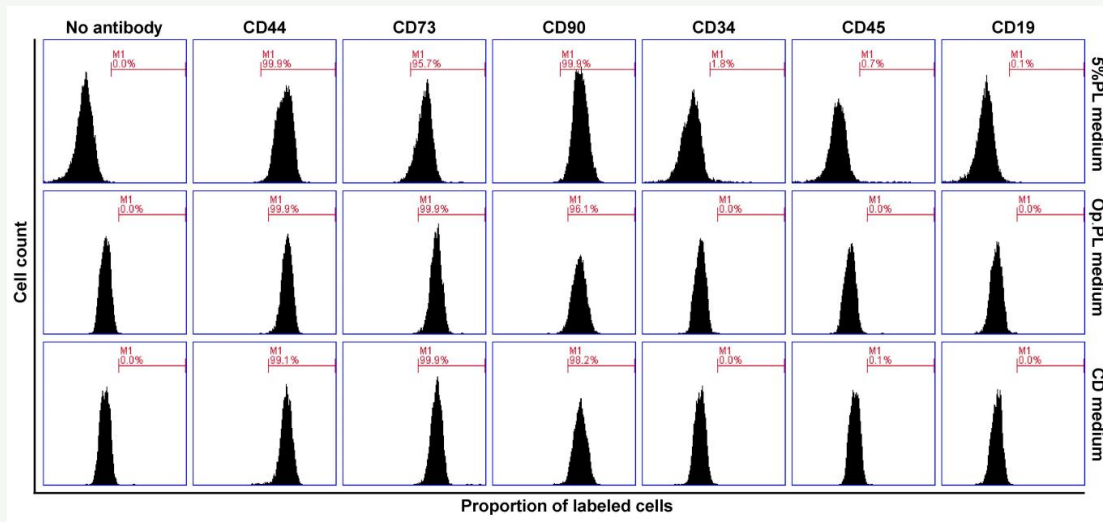 No antibody CD44 CD73 CD90 CD34 CD45 CD19
M1 M1 M1 M1 M1 M1 M1
0.0% 99.9% 95.7% 99.9% 1.8% 0.7% 0.1%
5%PL medium
M1 M1 M1 M1 M1 M1 M1
0.0% 99.9% 99.9% 96.1% 0.0% 0.0% 0.0%
Op.PL medium
M1 M1 M1 M1 M1 M1 M1
0.0% 99.1% 99.9% 98.2% 0.0% 0.1% 0.0%
CD medium
Cell count
Proportion of labeled cells